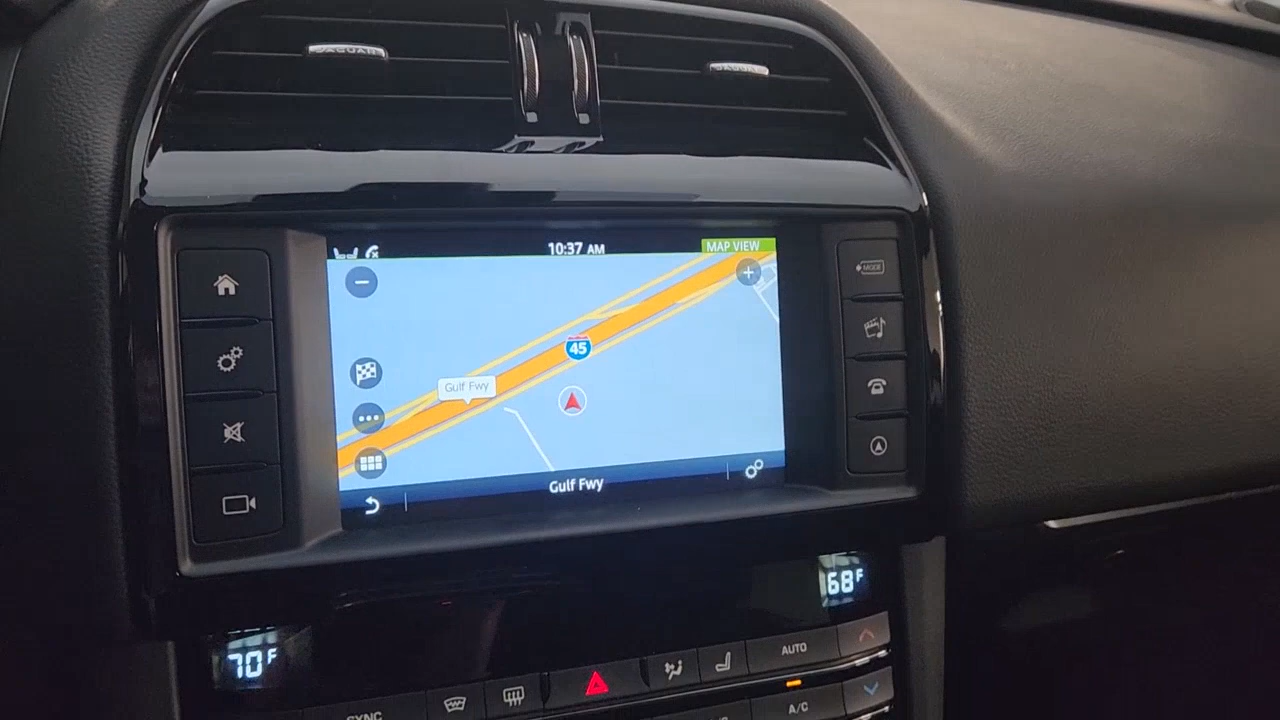 JAGUAR
JAGUAR
10:37 AM
MAP VIEW
MODE
45
Gulf Fwy
Gulf Fwy
68F
70F
AUTO
SYNC
A/C